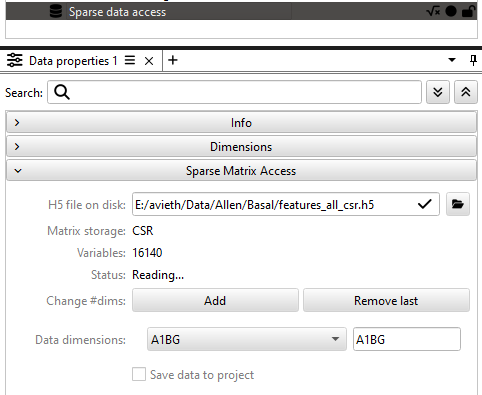 Sparse data access
Data properties 1
Search:
Info
Dimensions
Sparse Matrix Access
H5 file on disk: E:/avieth/Data/Allen/Basal/features_all_csr.h5
Matrix storage: CSR
Variables: 16140
Status: Reading...
Change #dims: Add Remove last
Data dimensions: A1BG A1BG
Save data to project